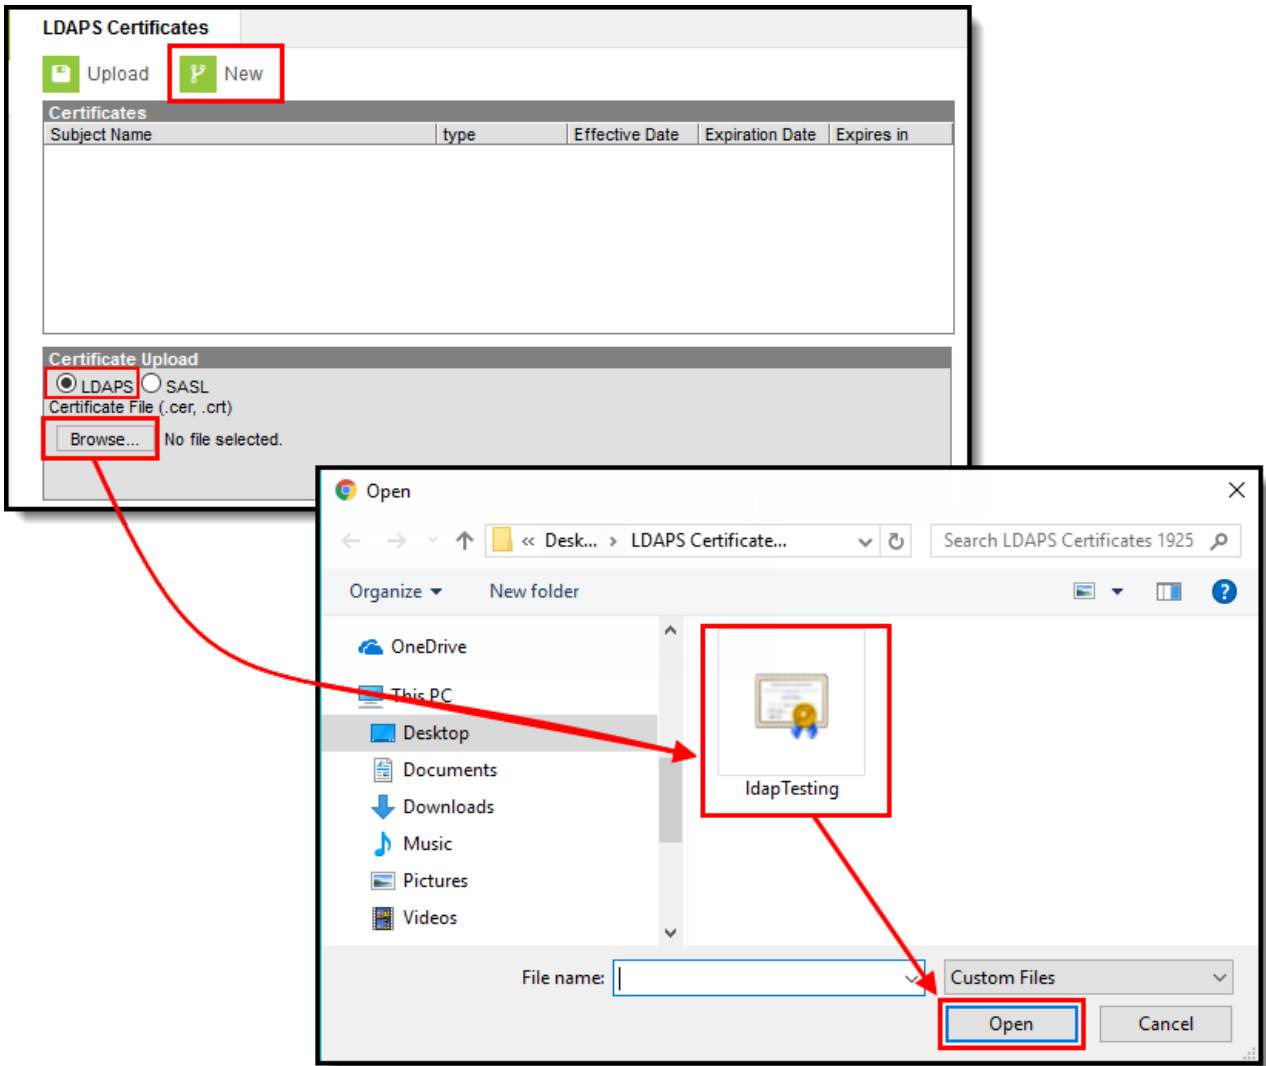 LDAPS Certificates
Upload New
Certificates
Subject Name type Effective Date Expiration Date Expires in
Certificate Upload
LDAPS SASL
Certificate File (.cer, .crt)
Browse... No file selected.
Open
« Desk... › LDAPS Certificate... Search LDAPS Certificates 1925
Organize New folder ?
OneDrive
This PC
Desktop
Documents
Downloads
Music
Pictures
Videos
ldapTesting
File name: Custom Files
Open Cancel